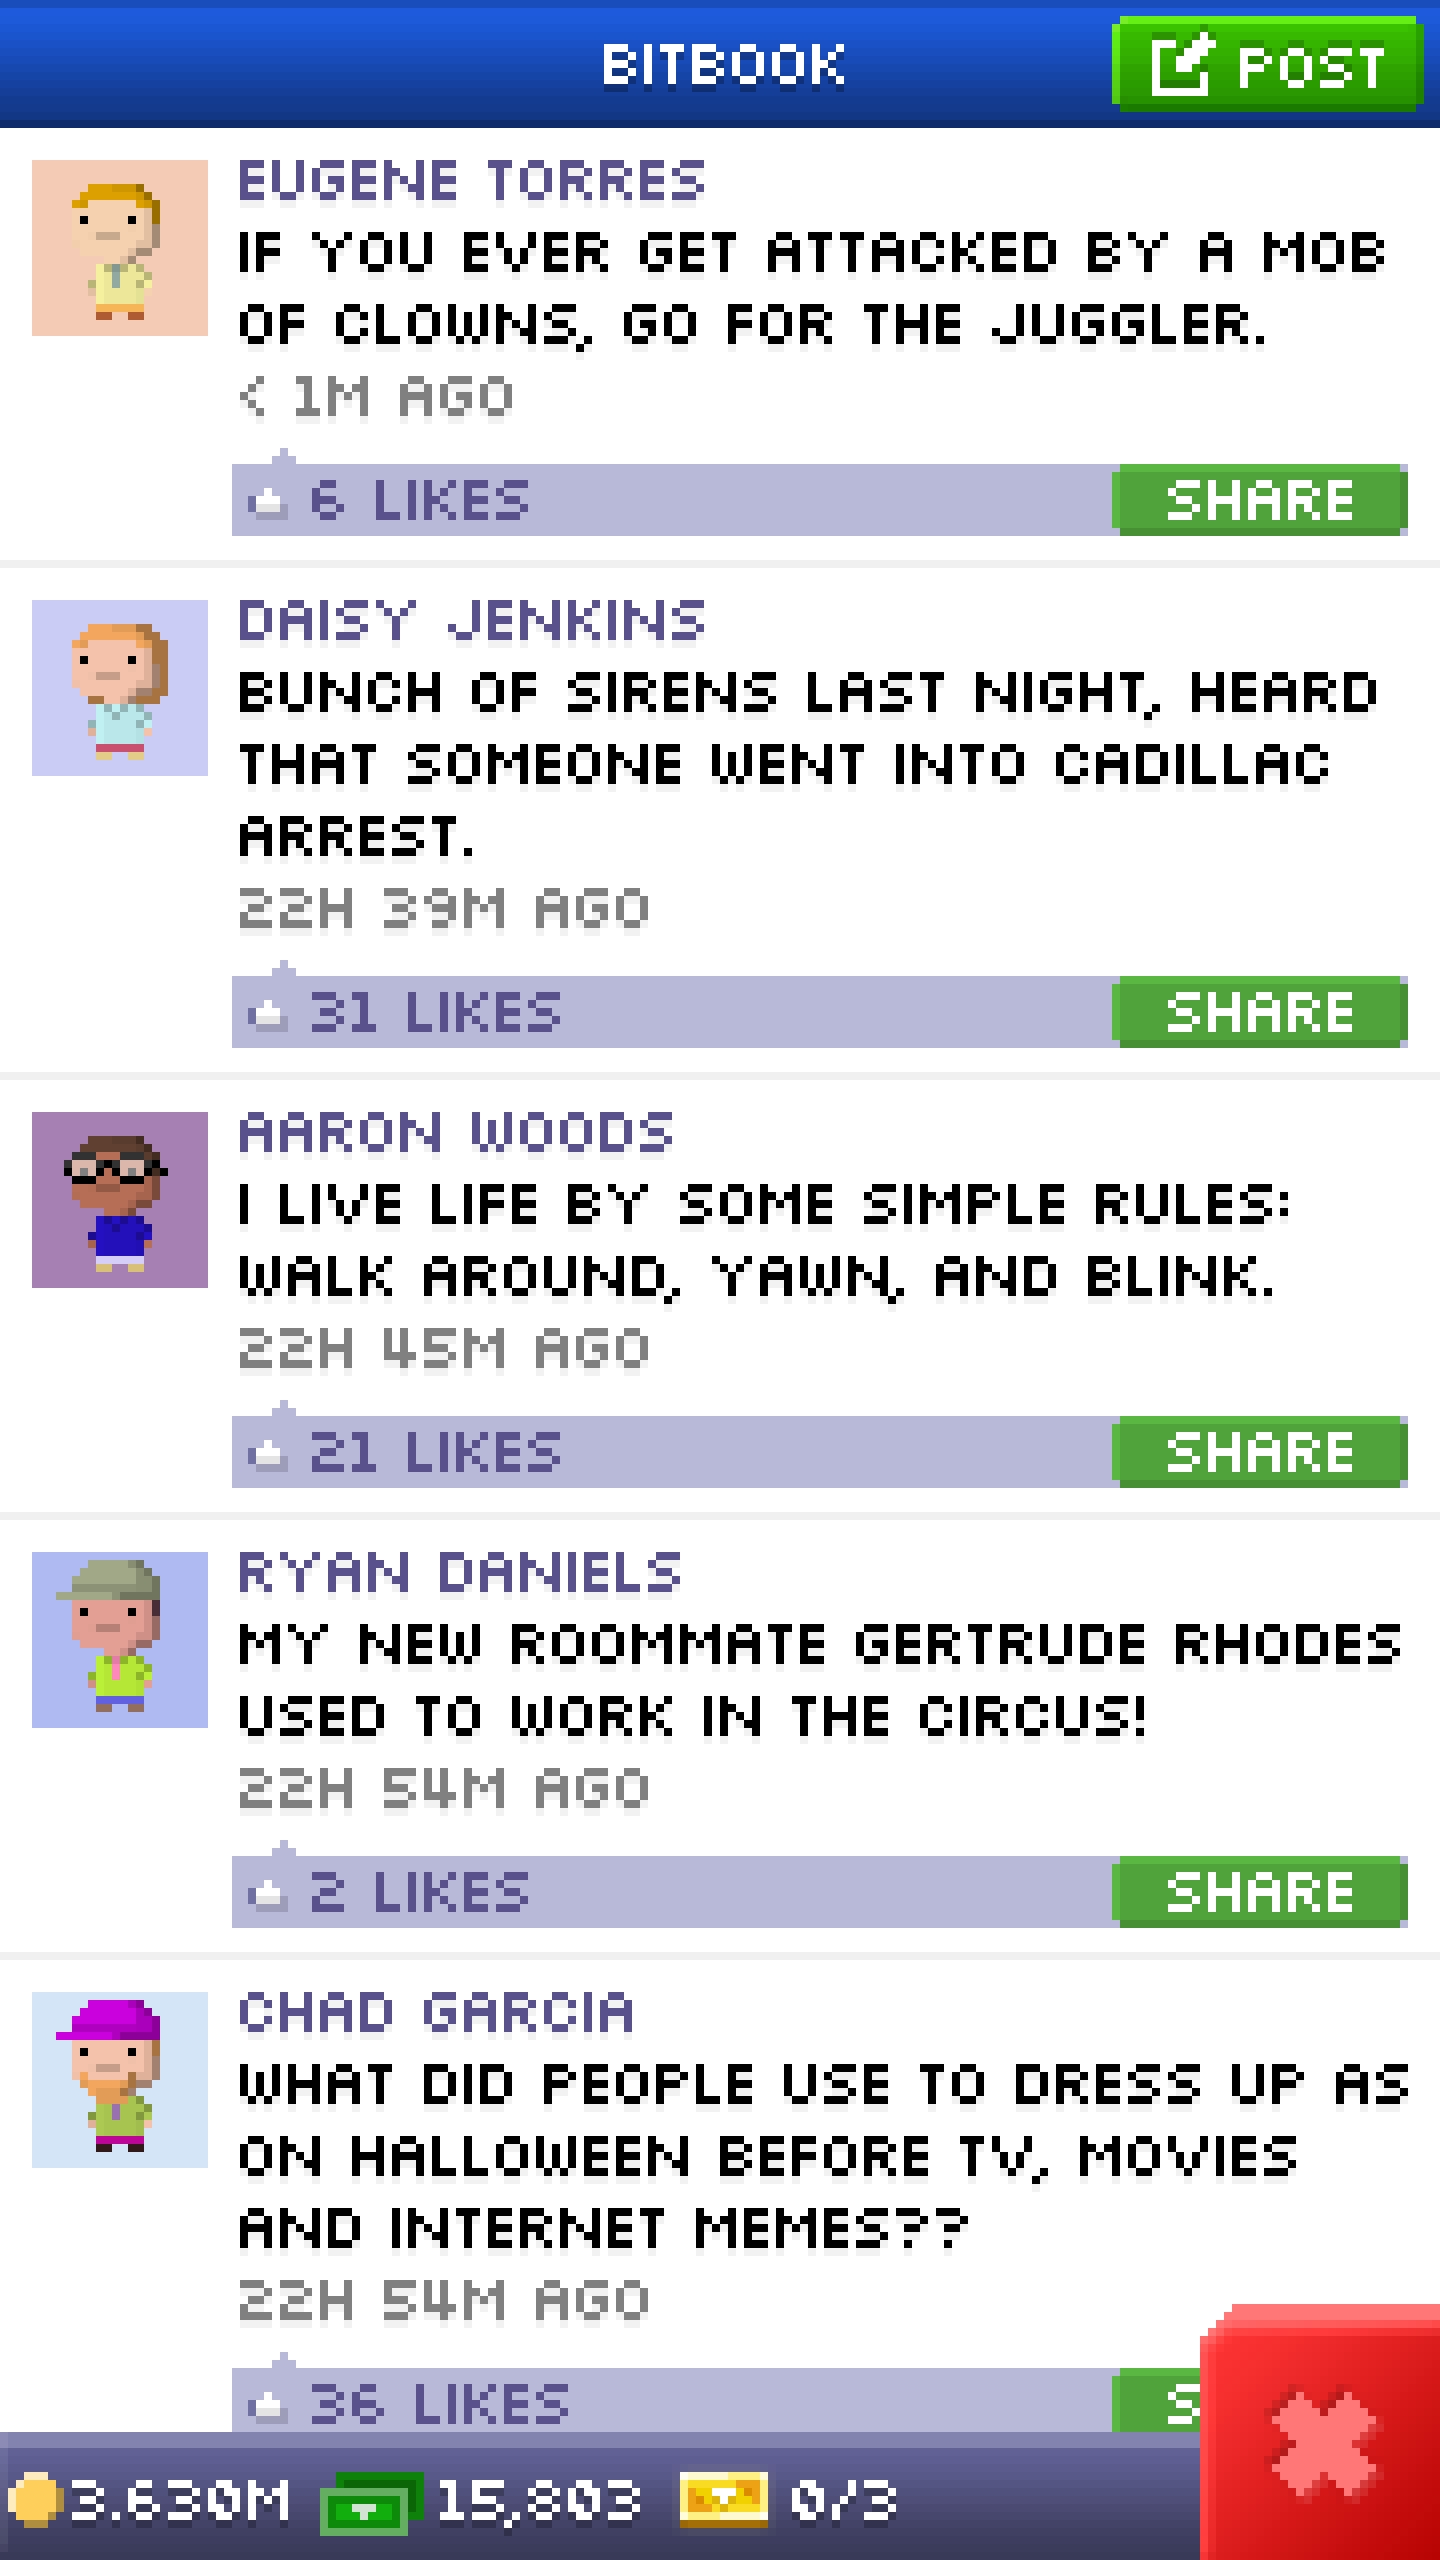 BITBOOK
POST
EUGENE TORRES
IF YOU EVER GET ATTACKED BY A MOB
OF CLOWNS, GO FOR THE JUGGLER.
< 1M AGO
6 LIKES
SHARE
DAISY JENKINS
BUNCH OF SIRENS LAST NIGHT, HEARD
THAT SOMEONE WENT INTO CADILLAC
ARREST.
22H 39M AGO
31 LIKES
SHARE
AARON WOODS
I LIVE LIFE BY SOME SIMPLE RULES:
WALK AROUND, YAWN, AND BLINK.
22H 45M AGO
21 LIKES
SHARE
RYAN DANIELS
MY NEW ROOMMATE GERTRUDE RHODES
USED TO WORK IN THE CIRCUS!
22H 54M AGO
2 LIKES
SHARE
CHAD GARCIA
WHAT DID PEOPLE USE TO DRESS UP AS
ON HALLOWEEN BEFORE TV, MOVIES
AND INTERNET MEMES??
22H 54M AGO
36 LIKES
S
3.630M
15,803
0/3